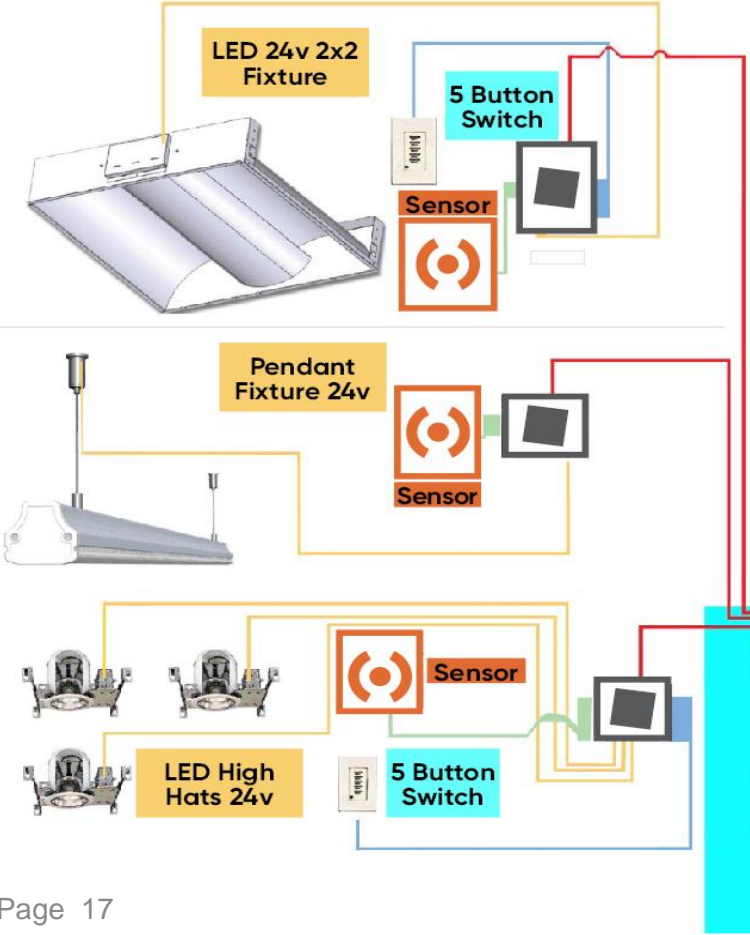 LED 24v 2x2
Fixture
5 Button
Switch
Sensor
Pendant
Fixture 24v
Sensor
Sensor
LED High
Hats 24v
5 Button
Switch
Page 17